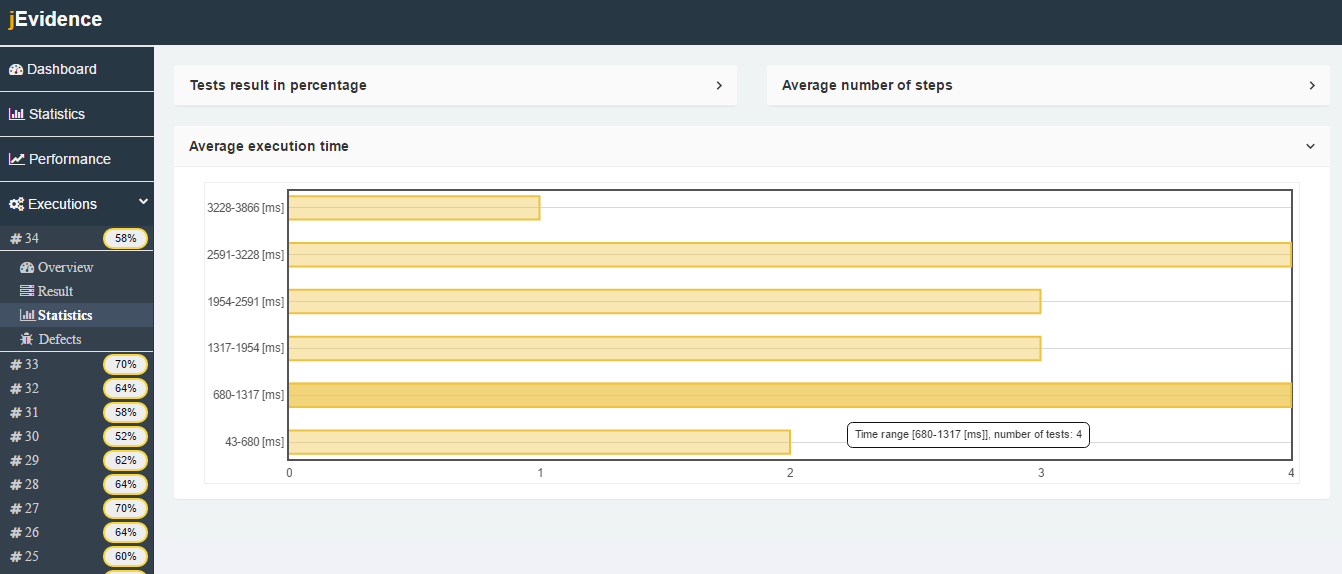 jEvidence
Dashboard
Statistics
Performance
Executions
# 34 58%
Overview
Result
Statistics
Defects
# 33 70%
# 32 64%
# 31 58%
# 30 52%
# 29 62%
# 28 64%
# 27 70%
# 26 64%
# 25 60%
Tests result in percentage
Average number of steps
Average execution time
3228-3866 [ms]
2591-3228 [ms]
1954-2591 [ms]
1317-1954 [ms]
680-1317 [ms]
43-680 [ms]
Time range [680-1317 [ms]], number of tests: 4
0 1 2 3 4